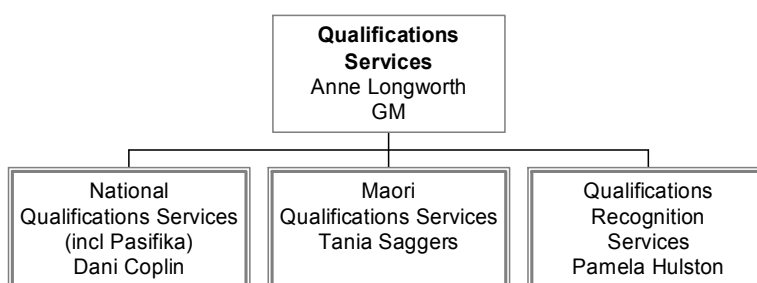 Qualifications
Services
Anne Longworth
GM
National
Qualifications Services
(incl Pasifika)
Dani Coplin
Maori
Qualifications Services
Tania Saggers
Qualifications
Recognition
Services
Pamela Hulston